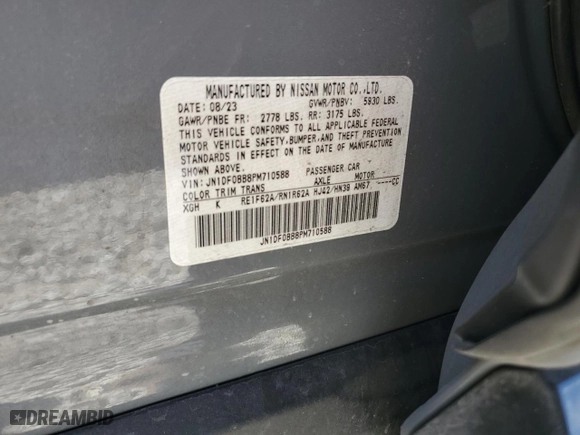 MANUFACTURED BY NISSAN MOTOR CO.,LTD.
DATE: 08/23 GVWR/PNBV: 5930 LBS.
GAWR/PNBE FR: 2778 LBS. RR: 3175 LBS.
THIS VEHICLE CONFORMS TO ALL APPLICABLE FEDERAL
MOTOR VEHICLE SAFETY, BUMPER, AND THEFT PREVENTION
STANDARDS IN EFFECT ON THE DATE OF MANUFACTURE
SHOWN ABOVE.
VIN: JN1DF0BB8PM710588 PASSENGER CAR
COLOR TRIM TRANS AXLE MOTOR
XGH K RE1F62A/RN1R62A HJ42/HN38 AM67 ----CC
JN1DF0BB8PM710588
DREAMBID